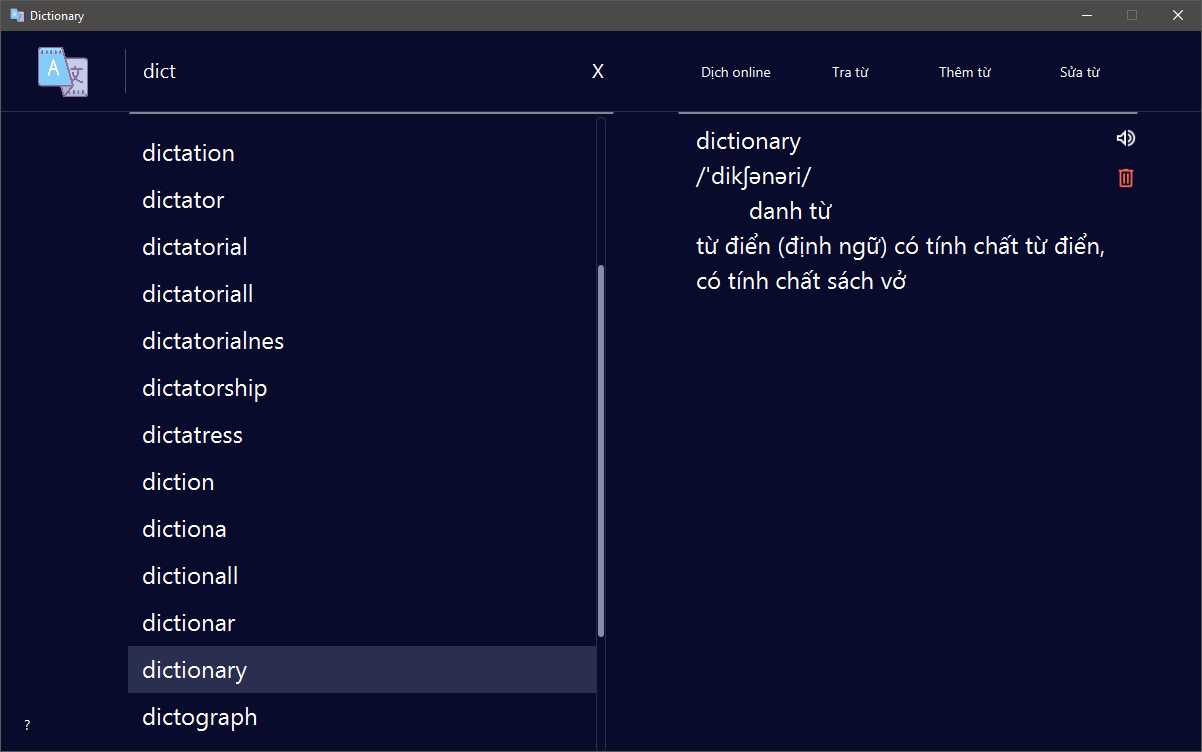 Dictionary
A 文
dict
X
Dịch online
Tra từ
Thêm từ
Sửa từ
dictation
dictator
dictatorial
dictatoriall
dictatorialnes
dictatorship
dictatress
diction
dictiona
dictionall
dictionar
dictionary
dictograph
dictionary
/'dikʃənəri/
danh từ
từ điển (định ngữ) có tính chất từ điển,
có tính chất sách vở
?